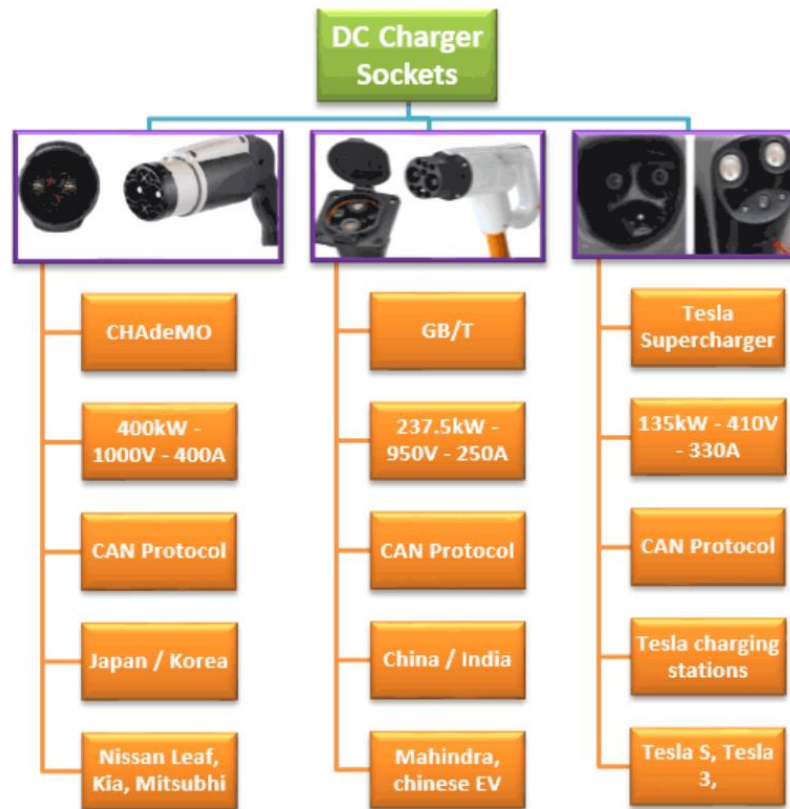 DC Charger
Sockets
CHAdeMO
400kW -
1000V - 400A
CAN Protocol
Japan / Korea
Nissan Leaf,
Kia, Mitsubhi
GB/T
237.5kW -
950V - 250A
CAN Protocol
China / India
Mahindra,
chinese EV
Tesla
Supercharger
135kW - 410V
- 330A
CAN Protocol
Tesla charging
stations
Tesla S, Tesla
3,